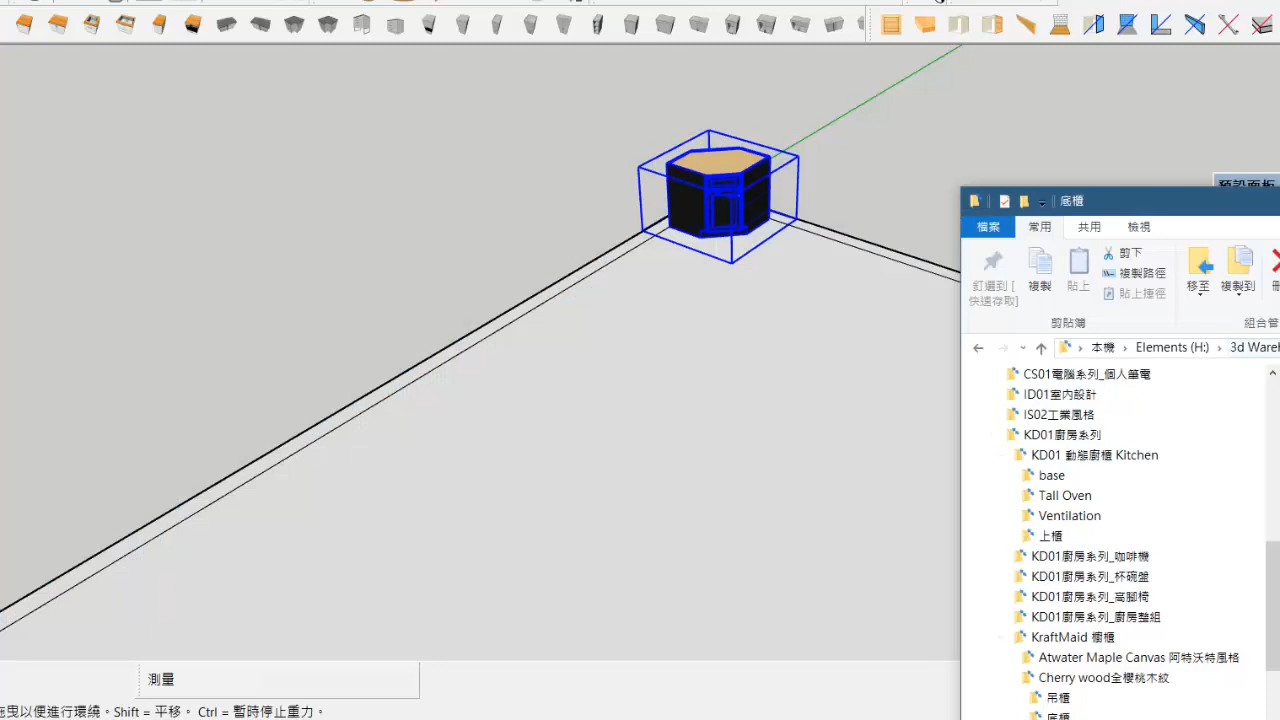 預設面板
底櫃
檔案 常用 共用 檢視
釘選到 [
快速存取]
複製
貼上
剪下
複製路徑
貼上捷徑
移至
複製到
剪貼簿
組合管
本機 › Elements (H:) › 3d Wareh
CS01電腦系列_個人筆電
ID01室內設計
IS02工業風格
KD01廚房系列
KD01 動態廚櫃 Kitchen
base
Tall Oven
Ventilation
上櫃
KD01廚房系列_咖啡機
KD01廚房系列_杯碗盤
KD01廚房系列_高腳椅
KD01廚房系列_廚房整組
KraftMaid 櫥櫃
Atwater Maple Canvas 阿特沃特風格
Cherry wood全櫻桃木紋
吊櫃
底櫃
測量
拖曳以便進行環繞。Shift = 平移。 Ctrl = 暫時停止重力。